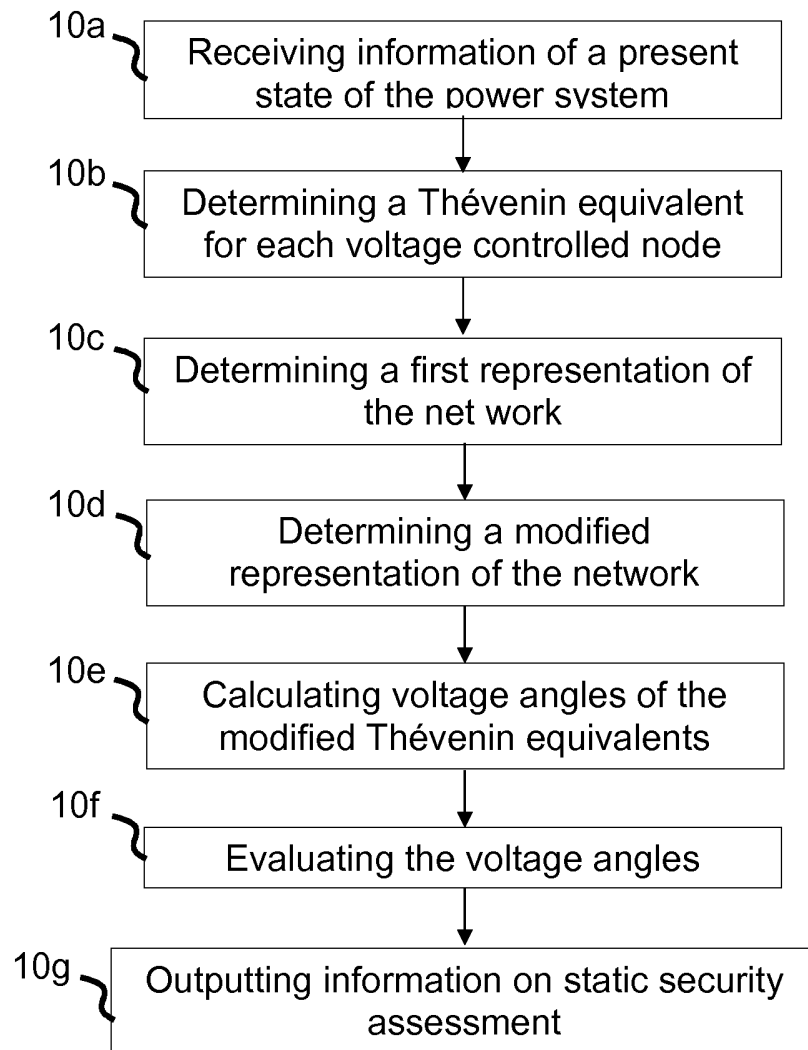 10a
Receiving information of a present
state of the power system
10b
Determining a Thévenin equivalent
for each voltage controlled node
10c
Determining a first representation of
the net work
10d
Determining a modified
representation of the network
10e
Calculating voltage angles of the
modified Thévenin equivalents
10f
Evaluating the voltage angles
10g
Outputting information on static security
assessment